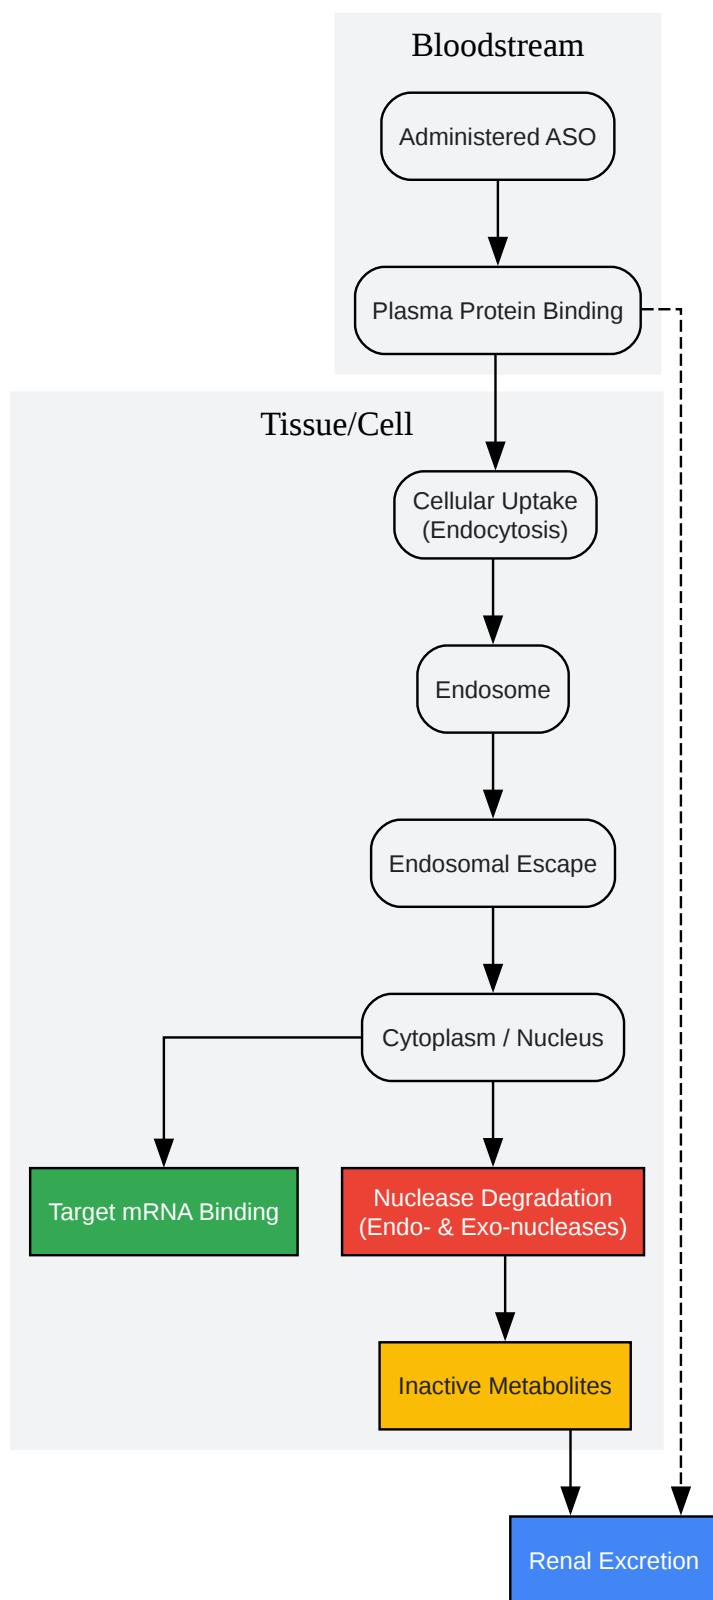 Bloodstream
Administered ASO
Plasma Protein Binding
Tissue/Cell
Cellular Uptake
(Endocytosis)
Endosome
Endosomal Escape
Cytoplasm / Nucleus
Target mRNA Binding
Nuclease Degradation
(Endo- & Exo-nucleases)
Inactive Metabolites
Renal Excretion